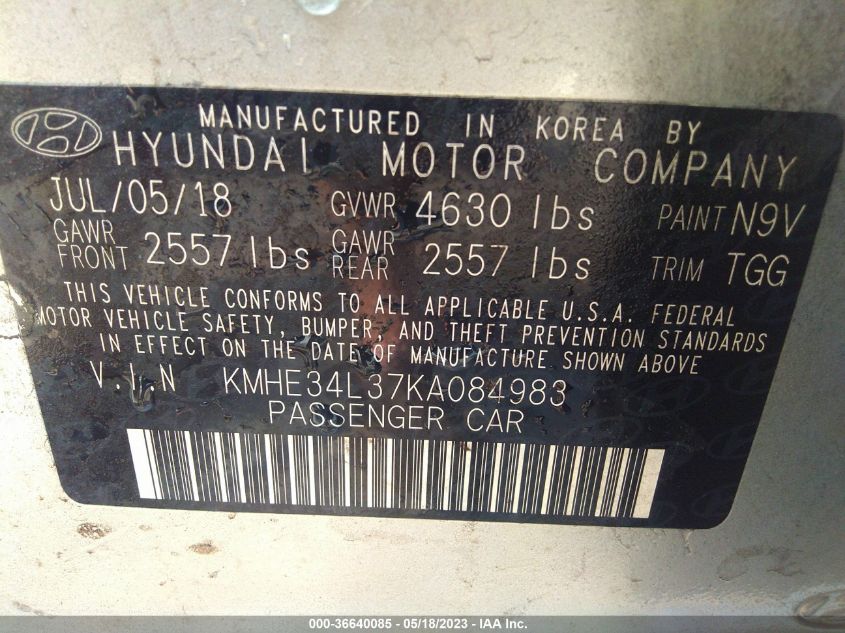 MANUFACTURED IN KOREA BY
HYUNDAI MOTOR COMPANY
JUL/05/18 GVWR 4630 lbs PAINT N9V
GAWR FRONT 2557 lbs GAWR REAR 2557 lbs TRIM TGG
THIS VEHICLE CONFORMS TO ALL APPLICABLE U.S.A. FEDERAL
MOTOR VEHICLE SAFETY, BUMPER, AND THEFT PREVENTION STANDARDS
IN EFFECT ON THE DATE OF MANUFACTURE SHOWN ABOVE
V.I.N KMHE34L37KA084983
PASSENGER CAR
000-36640085 - 05/18/2023 - IAA Inc.